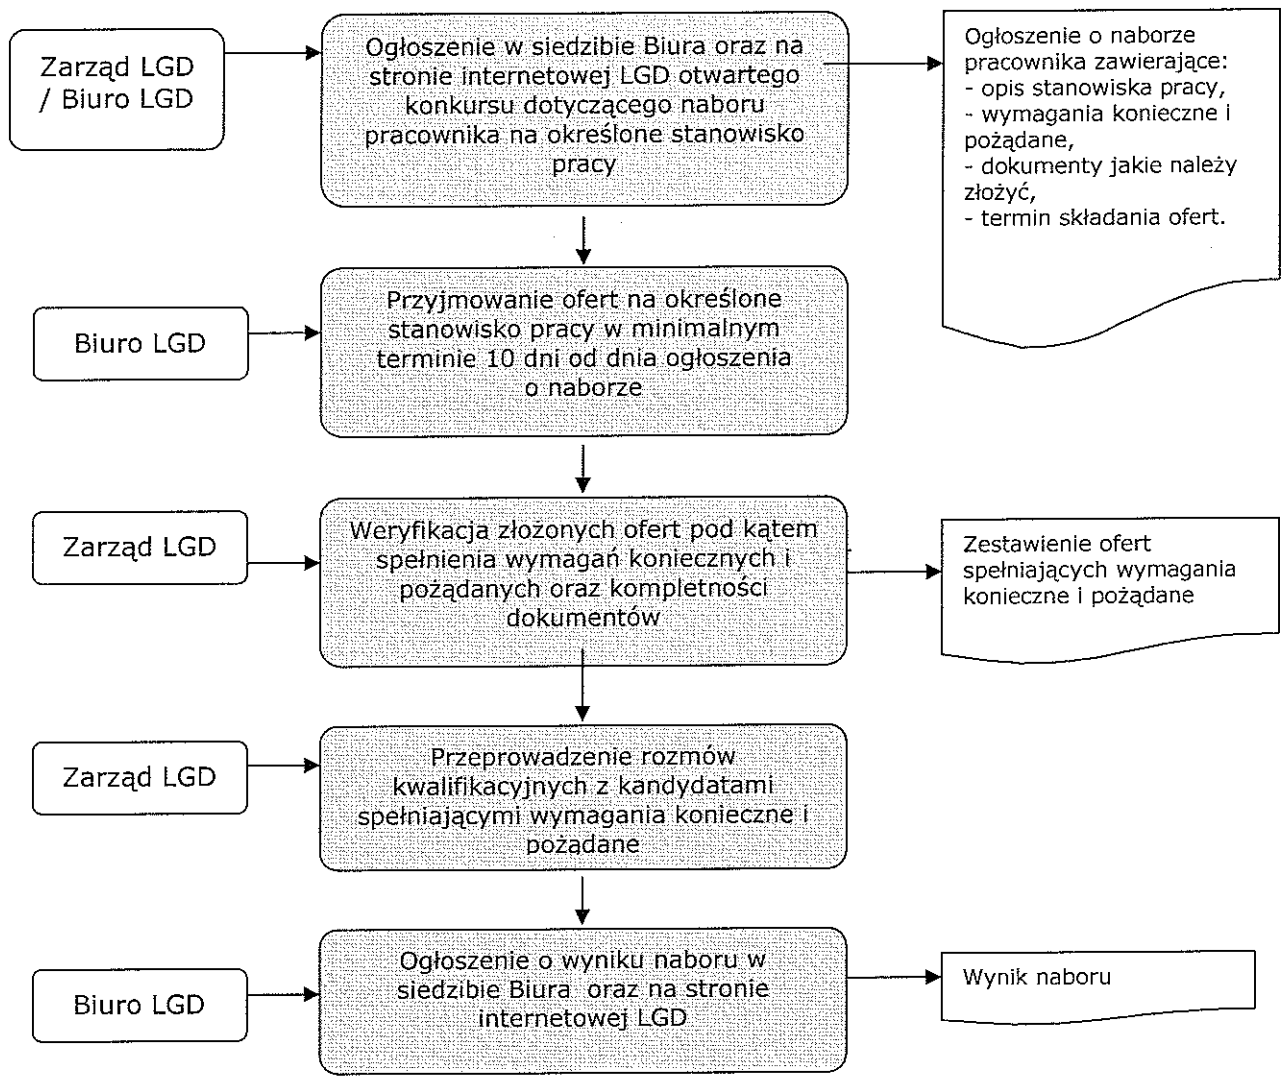 Zarząd LGD
/ Biuro LGD
Ogłoszenie w siedzibie Biura oraz na
stronie internetowej LGD otwartego
konkursu dotyczącego naboru
pracownika na określone stanowisko
pracy
Ogłoszenie o naborze
pracownika zawierające:
- opis stanowiska pracy,
- wymagania konieczne i
pożądane,
- dokumenty jakie należy
złożyć,
- termin składania ofert.
Biuro LGD
Przyjmowanie ofert na określone
stanowisko pracy w minimalnym
terminie 10 dni od dnia ogłoszenia
o naborze
Zarząd LGD
Weryfikacja złożonych ofert pod kątem
spełnienia wymagań koniecznych i
pożądanych oraz kompletności
dokumentów
Zestawienie ofert
spełniających wymagania
konieczne i pożądane
Zarząd LGD
Przeprowadzenie rozmów
kwalifikacyjnych z kandydatami
spełniającymi wymagania konieczne i
pożądane
Biuro LGD
Ogłoszenie o wyniku naboru w
siedzibie Biura oraz na stronie
internetowej LGD
Wynik naboru